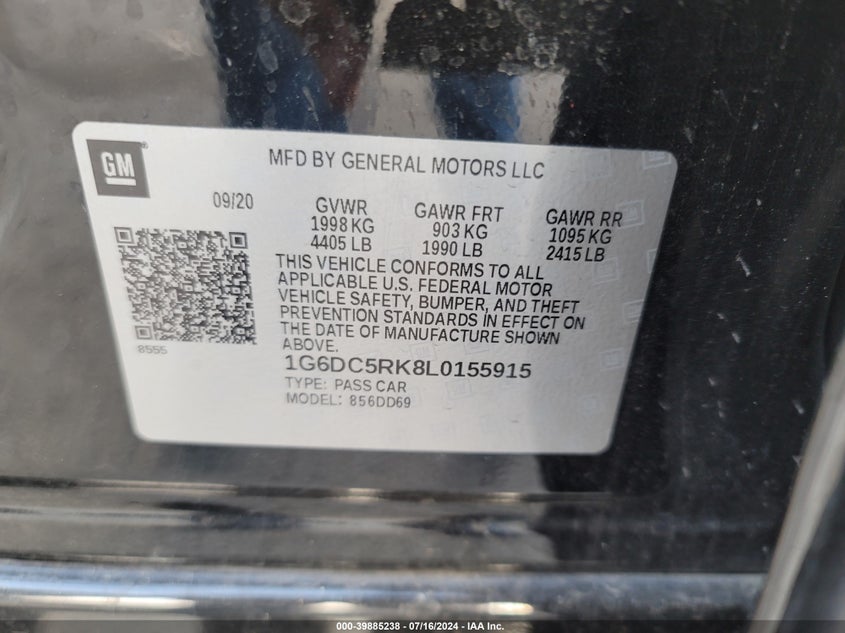 GM
MFD BY GENERAL MOTORS LLC
09/20
GVWR
1998 KG
4405 LB
GAWR FRT
903 KG
1990 LB
GAWR RR
1095 KG
2415 LB
THIS VEHICLE CONFORMS TO ALL
APPLICABLE U.S. FEDERAL MOTOR
VEHICLE SAFETY, BUMPER, AND THEFT
PREVENTION STANDARDS IN EFFECT ON
THE DATE OF MANUFACTURE SHOWN
ABOVE.
8555
1G6DC5RK8L0155915
TYPE: PASS CAR
MODEL: 856DD69
000-39885238 - 07/16/2024 - IAA Inc.